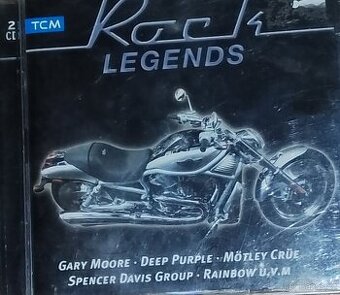 2
CD
TCM
Rock
LEGENDS
GARY MOORE · DEEP PURPLE · MÖTLEY CRÜE
SPENCER DAVIS GROUP · RAINBOW U.V.M